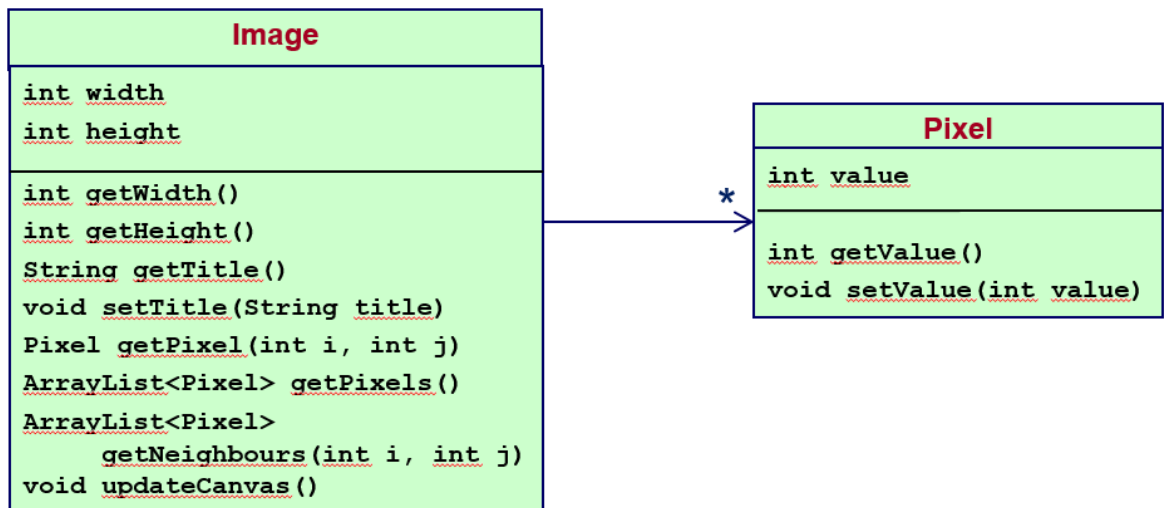 Image
int width
int height
int getWidth()
int getHeight()
String getTitle()
void setTitle(String title)
Pixel getPixel(int i, int j)
ArrayList<Pixel> getPixels()
ArrayList<Pixel>
getNeighbours(int i, int j)
void updateCanvas()
*
Pixel
int value
int getValue()
void setValue(int value)